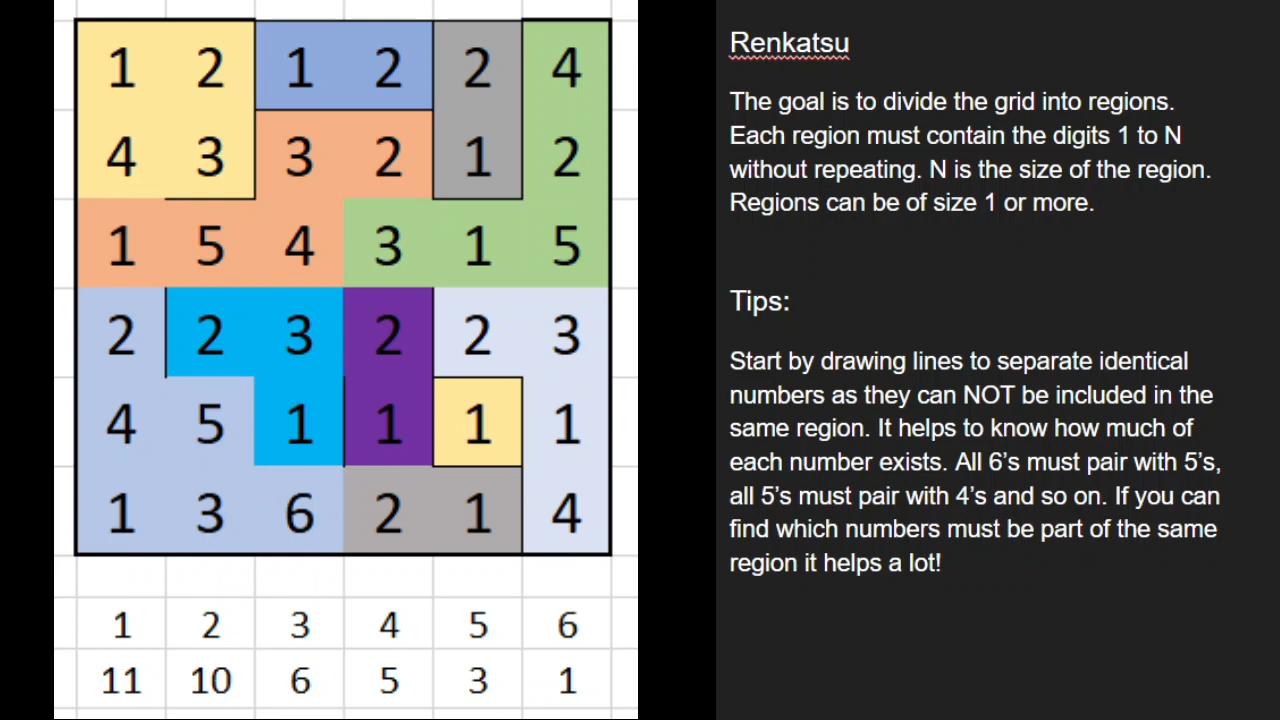 1 2 1 2 2 4
4 3 3 2 1 2
1 5 4 3 1 5
2 2 3 2 2 3
4 5 1 1 1 1
1 3 6 2 1 4
1 2 3 4 5 6
11 10 6 5 3 1
Renkatsu
The goal is to divide the grid into regions.
Each region must contain the digits 1 to N
without repeating. N is the size of the region.
Regions can be of size 1 or more.
Tips:
Start by drawing lines to separate identical
numbers as they can NOT be included in the
same region. It helps to know how much of
each number exists. All 6’s must pair with 5’s,
all 5’s must pair with 4’s and so on. If you can
find which numbers must be part of the same
region it helps a lot!